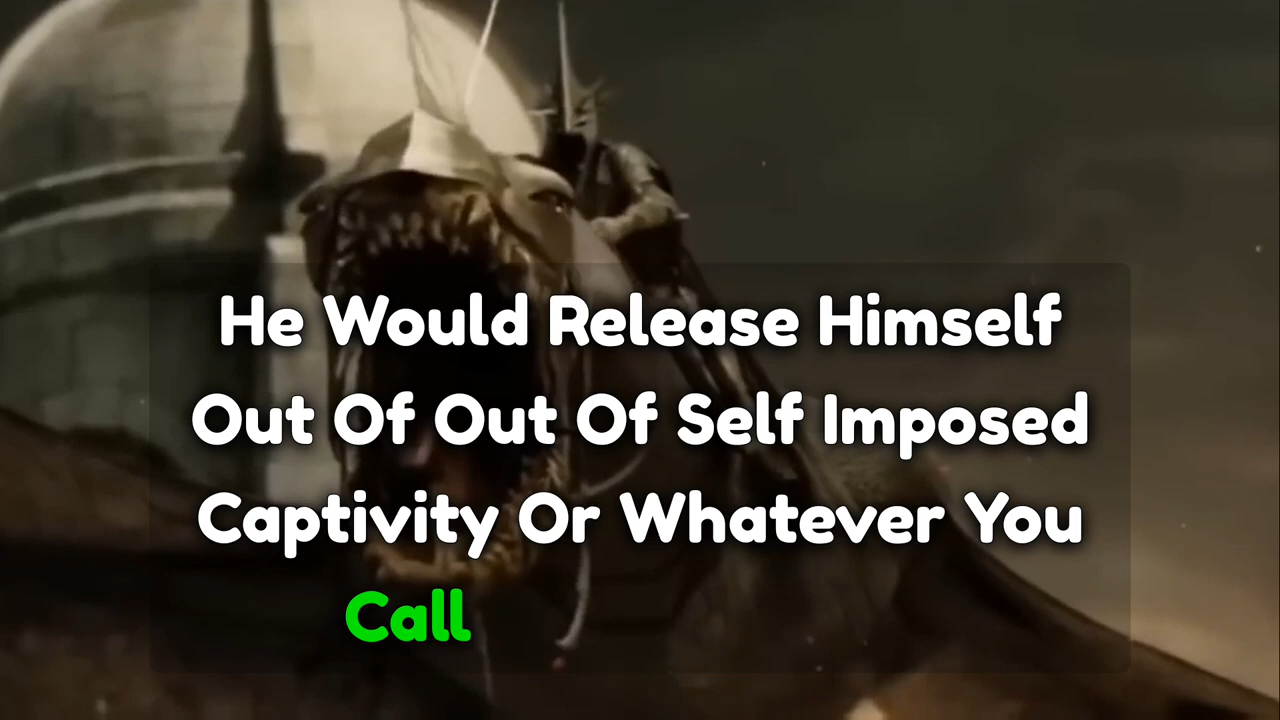 He Would Release Himself
Out Of Out Of Self Imposed
Captivity Or Whatever You
Call